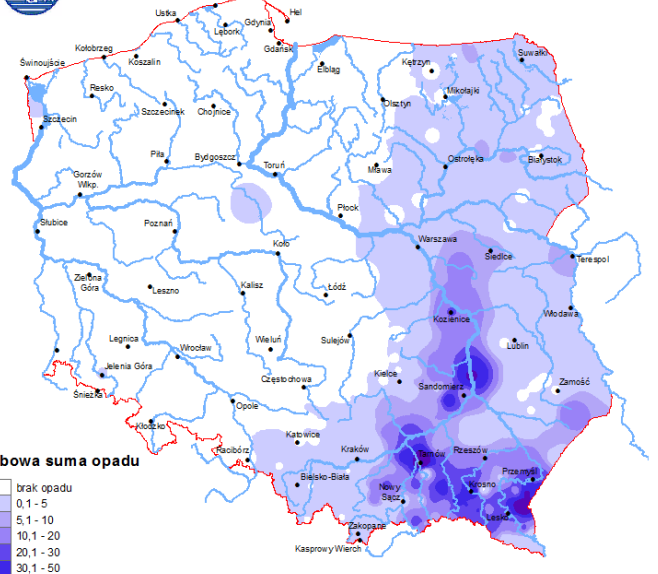 Hel
Ustka
Gdynia
Lębork
Gdańsk
Kołobrzeg
Koszalin
Świnoujście
Elbląg
Kętrzyn
Suwałki
Resko
Szczecinek
Chojnice
Olsztyn
Mikołajki
Szczecin
Piła
Bydgoszcz
Toruń
Mława
Ostrołęka
Białystok
Gorzów
Wlkp.
Płock
Słubice
Poznań
Koło
Warszawa
Siedlce
Terespol
Zielona
Góra
Leszno
Kalisz
Łódź
Kozienice
Włodawa
Legnica
Wrocław
Wieluń
Sulejów
Lublin
Jelenia Góra
Śnieżka
Częstochowa
Kielce
Sandomierz
Zamość
Opole
Kłodzko
Katowice
Racibórz
Kraków
Tarnów
Rzeszów
Przemyśl
Bielsko-Biała
Nowy
Sącz
Krosno
Lesko
Zakopane
Kasprowy Wierch
bowa suma opadu
brak opadu
0,1 - 5
5,1 - 10
10,1 - 20
20,1 - 30
30,1 - 50